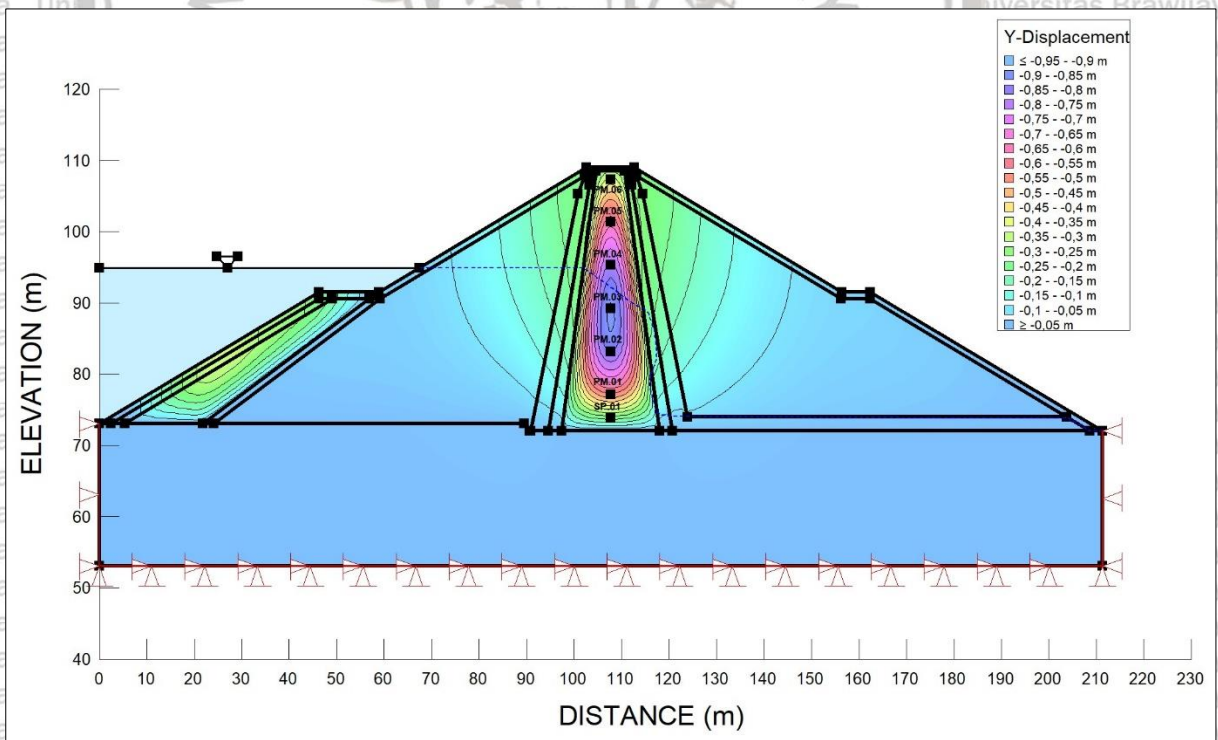 Universitas Brawijaya
Y-Displacement
≤ -0,95 - -0,9 m
-0,9 - -0,85 m
-0,85 - -0,8 m
-0,8 - -0,75 m
-0,75 - -0,7 m
-0,7 - -0,65 m
-0,65 - -0,6 m
-0,6 - -0,55 m
-0,55 - -0,5 m
-0,5 - -0,45 m
-0,45 - -0,4 m
-0,4 - -0,35 m
-0,35 - -0,3 m
-0,3 - -0,25 m
-0,25 - -0,2 m
-0,2 - -0,15 m
-0,15 - -0,1 m
-0,1 - -0,05 m
≥ -0,05 m
ELEVATION (m)
120
110
100
90
80
70
60
50
40
PM.06
PM.05
PM.04
PM.03
PM.02
PM.01
SP.01
0 10 20 30 40 50 60 70 80 90 100 110 120 130 140 150 160 170 180 190 200 210 220 230
DISTANCE (m)